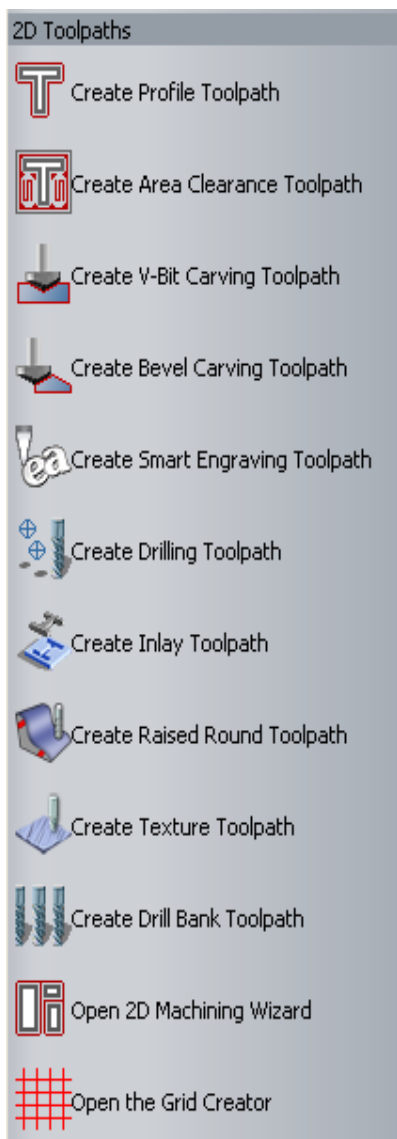 2D Toolpaths
Create Profile Toolpath
Create Area Clearance Toolpath
Create V-Bit Carving Toolpath
Create Bevel Carving Toolpath
Create Smart Engraving Toolpath
Create Drilling Toolpath
Create Inlay Toolpath
Create Raised Round Toolpath
Create Texture Toolpath
Create Drill Bank Toolpath
Open 2D Machining Wizard
Open the Grid Creator